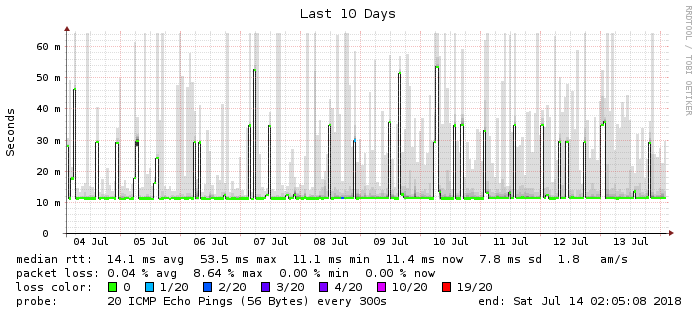 Last 10 Days
RRDTOOL / TOBI OETIKER
Seconds
60 m
50 m
40 m
30 m
20 m
10 m
0
04 Jul 05 Jul 06 Jul 07 Jul 08 Jul 09 Jul 10 Jul 11 Jul 12 Jul 13 Jul
median rtt: 14.1 ms avg 53.5 ms max 11.1 ms min 11.4 ms now 7.8 ms sd 1.8 am/s
packet loss: 0.04 % avg 8.64 % max 0.00 % min 0.00 % now
loss color: 0 1/20 2/20 3/20 4/20 10/20 19/20
probe: 20 ICMP Echo Pings (56 Bytes) every 300s end: Sat Jul 14 02:05:08 2018